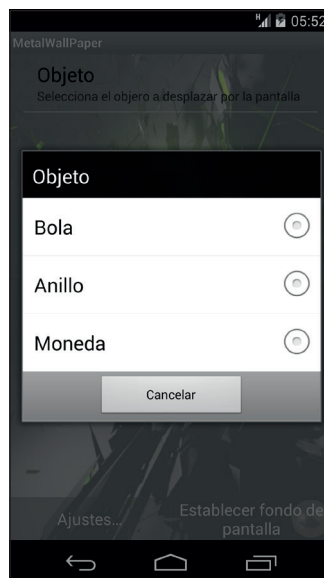 H 05:52
MetalWallPaper
Objeto
Selecciona el objero a desplazar por la pantalla
Objeto
Bola
Anillo
Moneda
Cancelar
Ajustes...
Establecer fondo de
pantalla